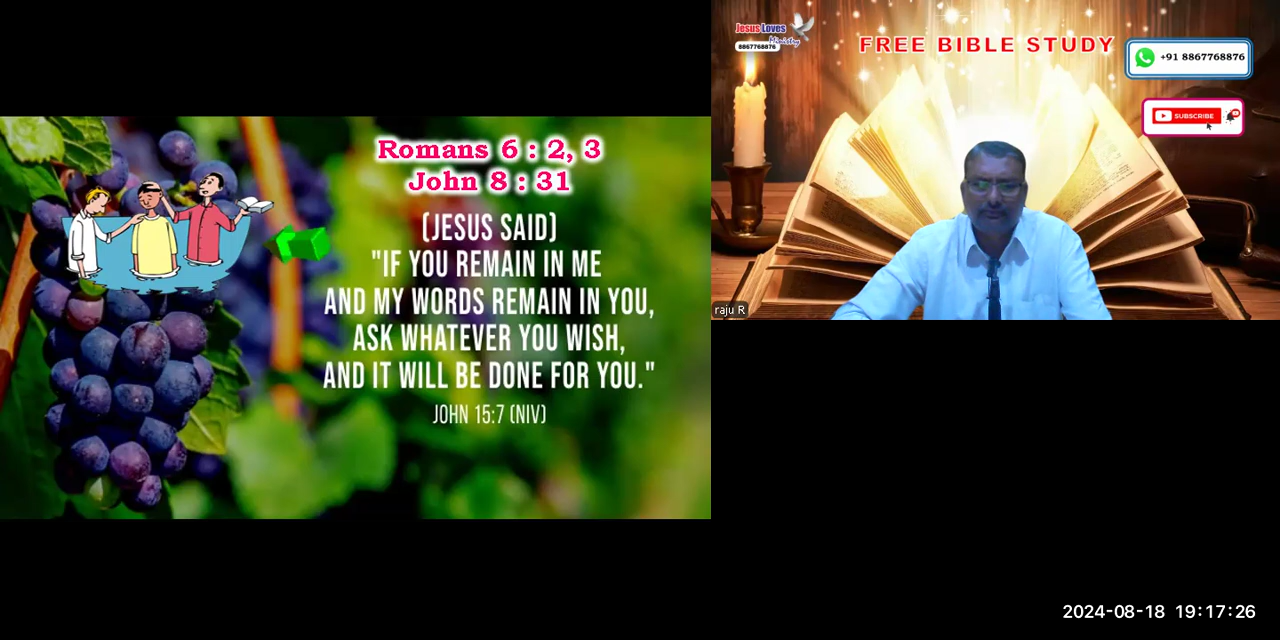 Romans 6 : 2, 3
John 8 : 31
(JESUS SAID)
"IF YOU REMAIN IN ME
AND MY WORDS REMAIN IN YOU,
ASK WHATEVER YOU WISH,
AND IT WILL BE DONE FOR YOU."
JOHN 15:7 (NIV)
Jesus Loves
Ministry
8867768876
FREE BIBLE STUDY
+91 8867768876
SUBSCRIBE
raju R
2024-08-18 19:17:26